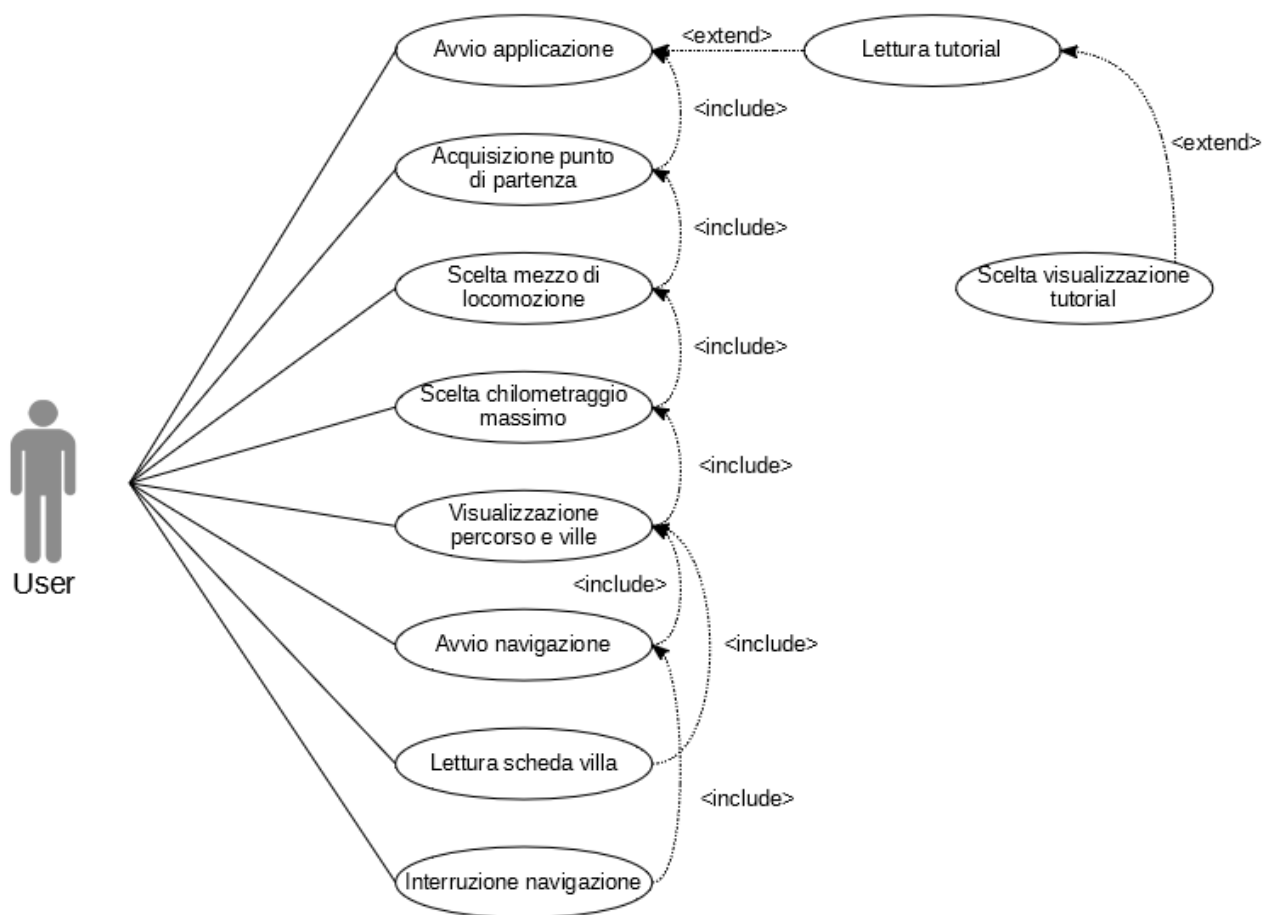 Avvio applicazione
<extend>
Lettura tutorial
<include>
<extend>
Acquisizione punto
di partenza
<include>
Scelta mezzo di
locomozione
Scelta visualizzazione
tutorial
<include>
Scelta chilometraggio
massimo
<include>
Visualizzazione
percorso e ville
User
<include>
Avvio navigazione
<include>
Lettura scheda villa
<include>
Interruzione navigazione